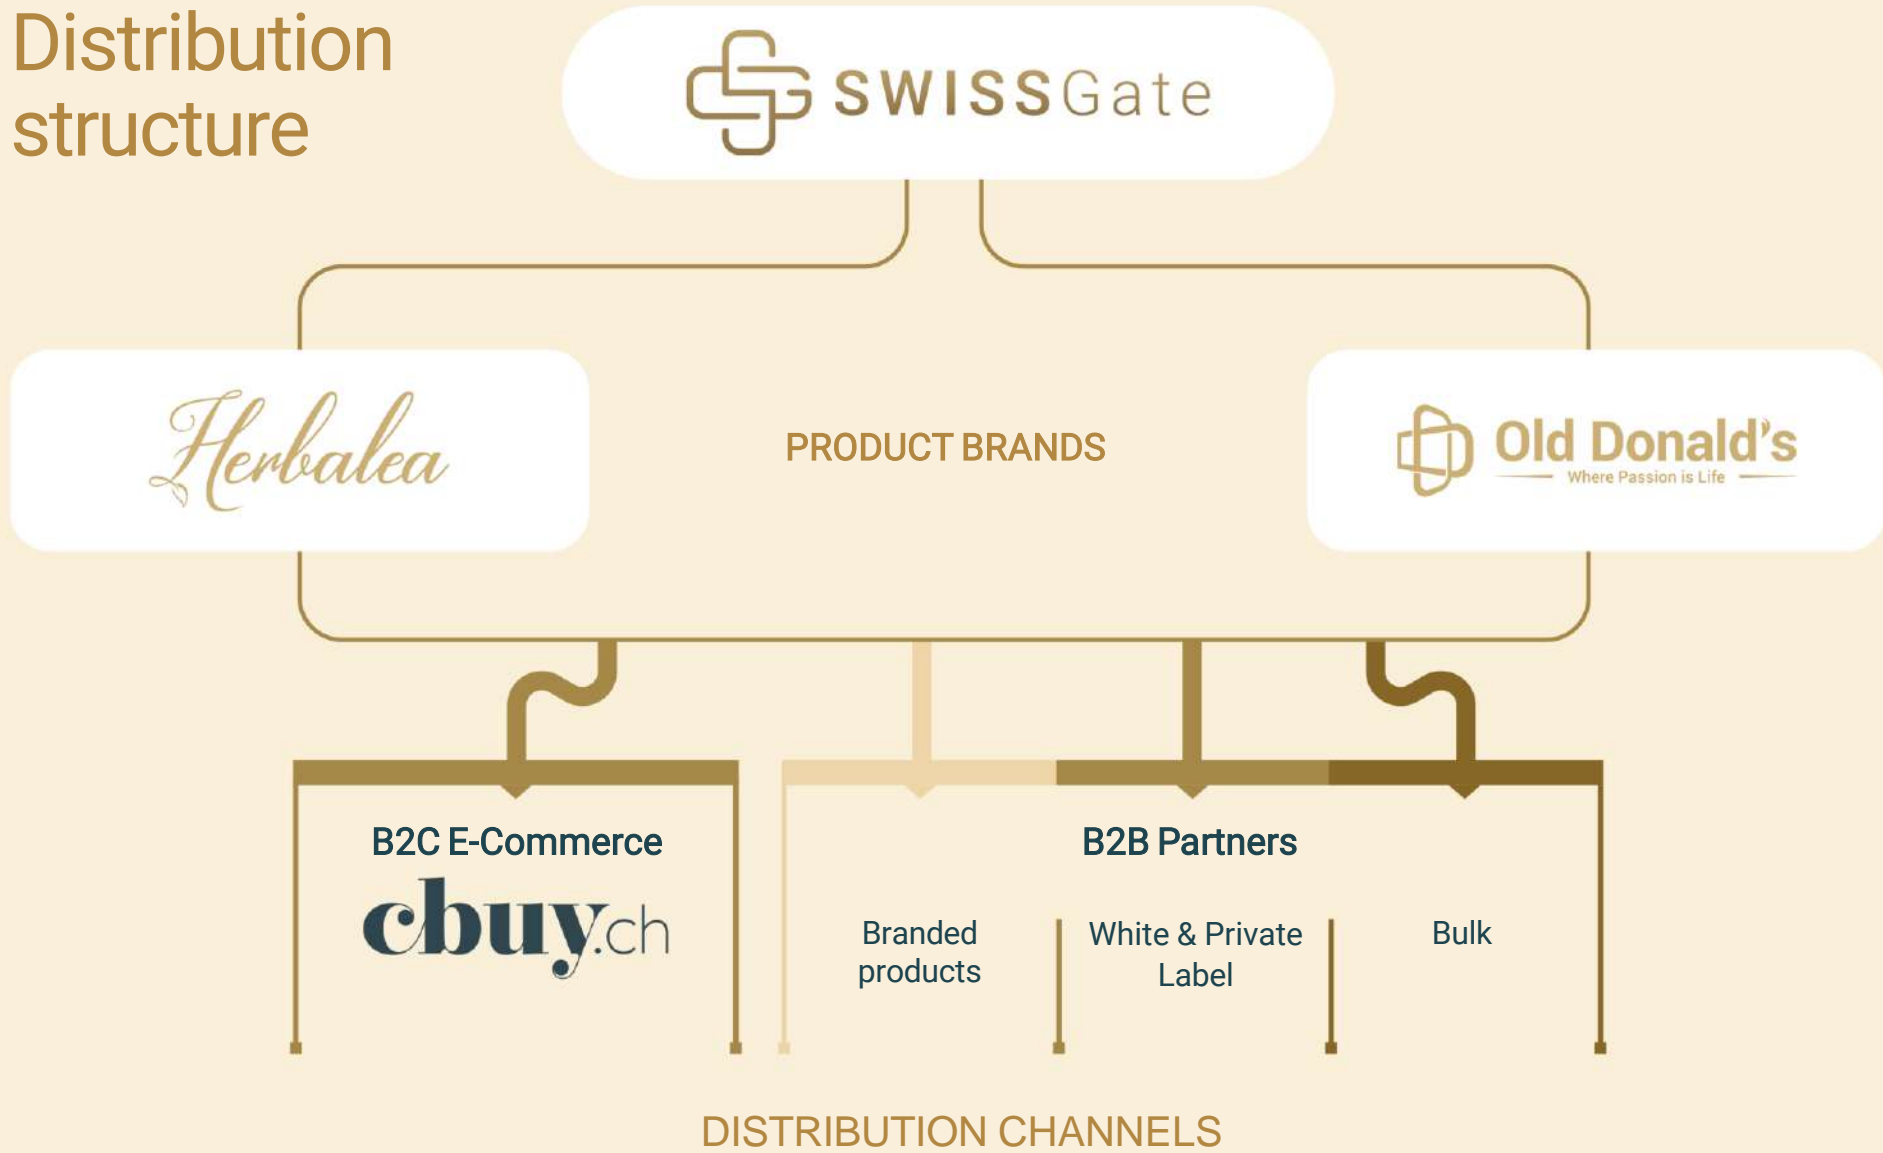 Distribution
structure
SWISSGate
Herbalea
PRODUCT BRANDS
Old Donald's
Where Passion is Life
B2C E-Commerce
cbuy.ch
B2B Partners
Branded
products
White & Private
Label
Bulk
DISTRIBUTION CHANNELS